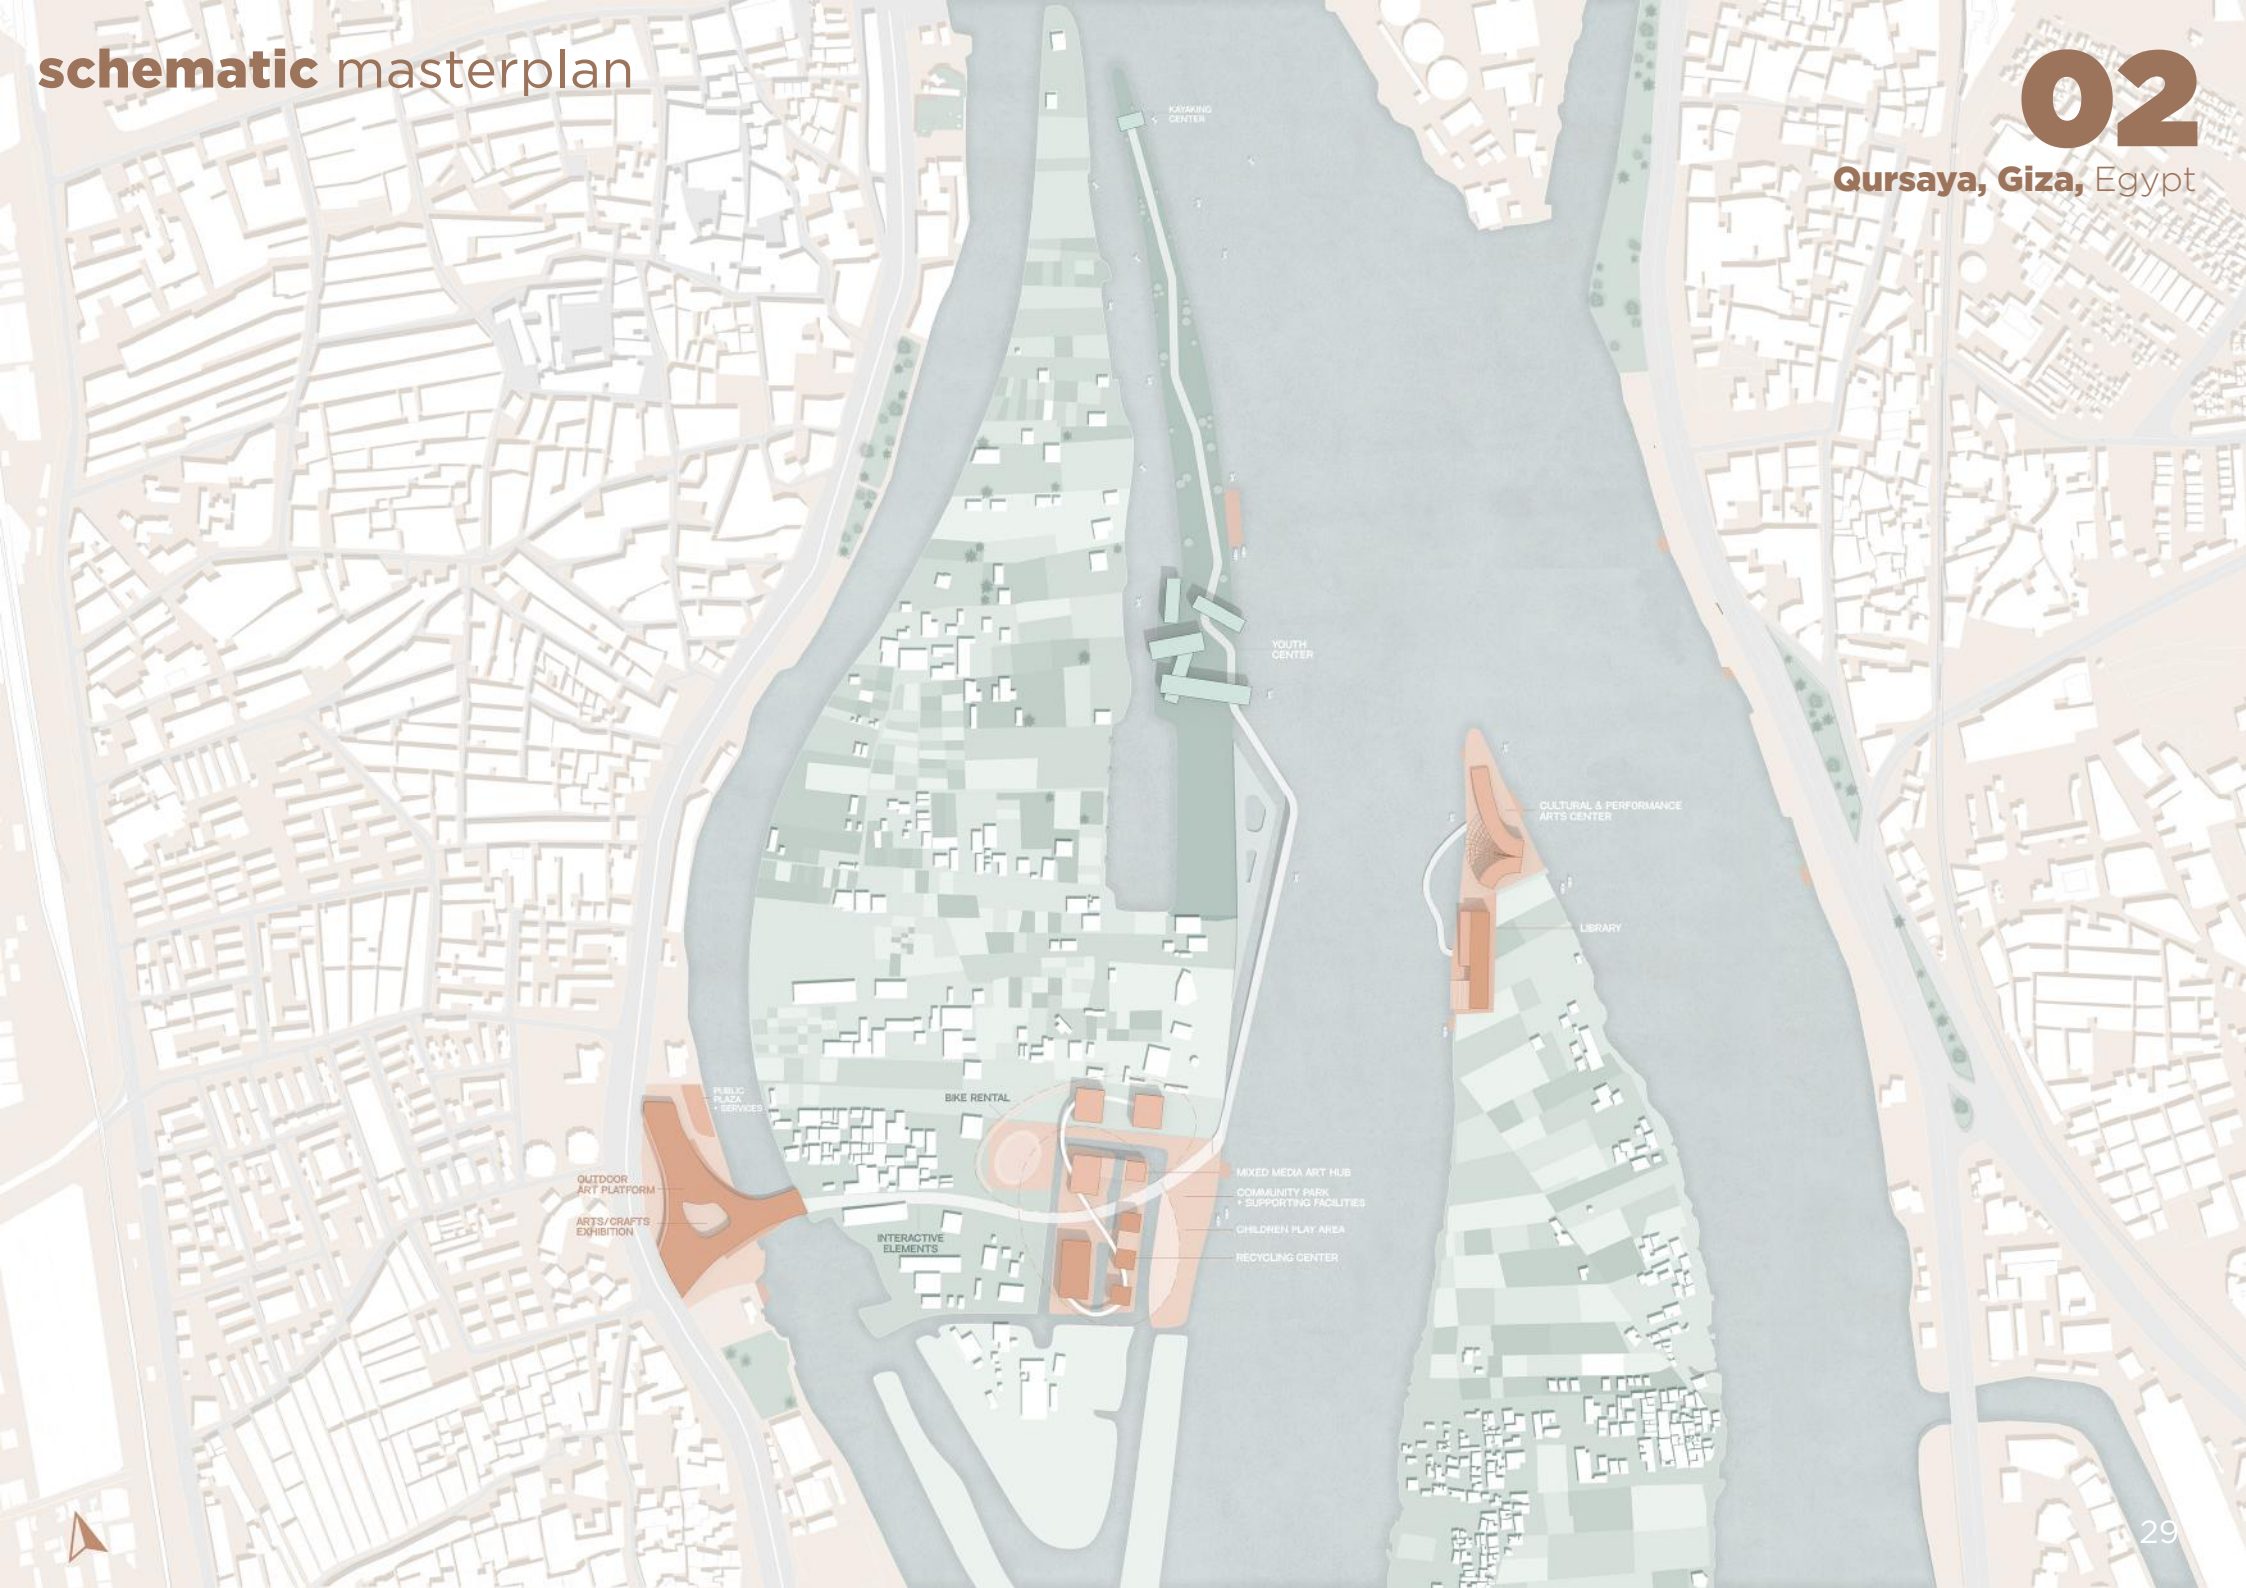 schematic masterplan
02
Qursaya, Giza, Egypt
KAYAKING
CENTER
YOUTH
CENTER
CULTURAL & PERFORMANCE
ARTS CENTER
LIBRARY
PUBLIC
PLAZA
+ SERVICES
BIKE RENTAL
OUTDOOR
ART PLATFORM
ARTS/CRAFTS
EXHIBITION
INTERACTIVE
ELEMENTS
MIXED MEDIA ART HUB
COMMUNITY PARK
+ SUPPORTING FACILITIES
CHILDREN PLAY AREA
RECYCLING CENTER
29